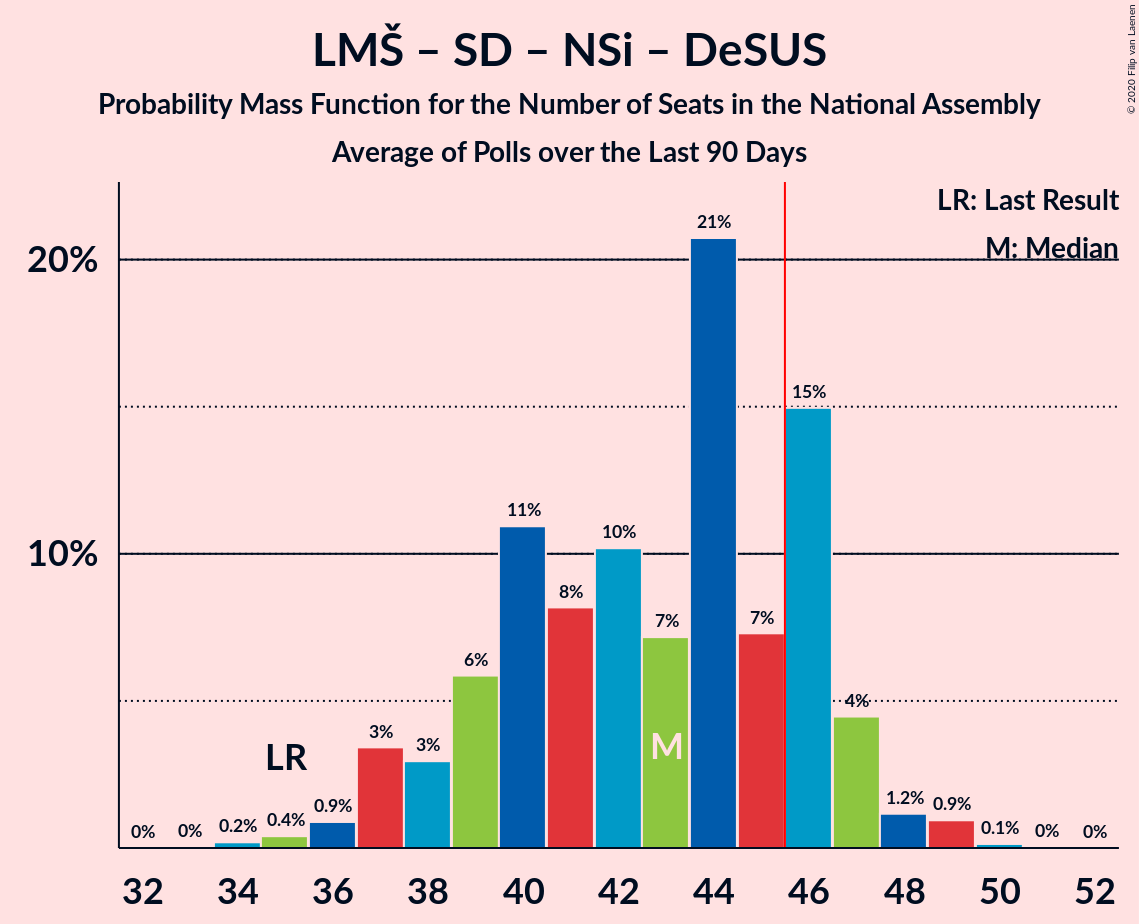 LMŠ – SD – NSi – DeSUS
Probability Mass Function for the Number of Seats in the National Assembly
Average of Polls over the Last 90 Days
© 2020 Filip van Laenen
LR: Last Result
M: Median
20%
10%
0%
0%
0.2%
0.4%
0.9%
3%
3%
6%
11%
8%
10%
7%
21%
7%
15%
4%
1.2%
0.9%
0.1%
0%
0%
LR
M
32 34 36 38 40 42 44 46 48 50 52